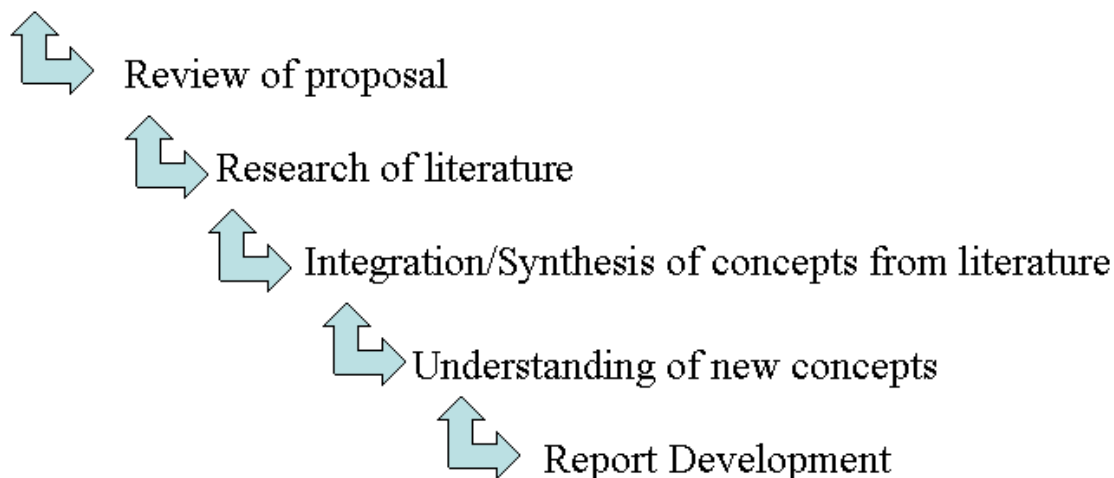 Review of proposal
Research of literature
Integration/Synthesis of concepts from literature
Understanding of new concepts
Report Development